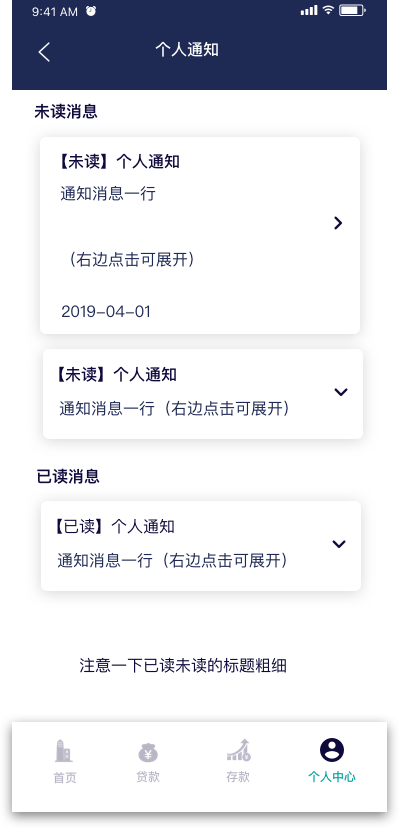 9:41 AM
个人通知
未读消息
【未读】个人通知
通知消息一行
（右边点击可展开）
2019-04-01
【未读】个人通知
通知消息一行（右边点击可展开）
已读消息
【已读】个人通知
通知消息一行（右边点击可展开）
注意一下已读未读的标题粗细
首页
贷款
存款
个人中心